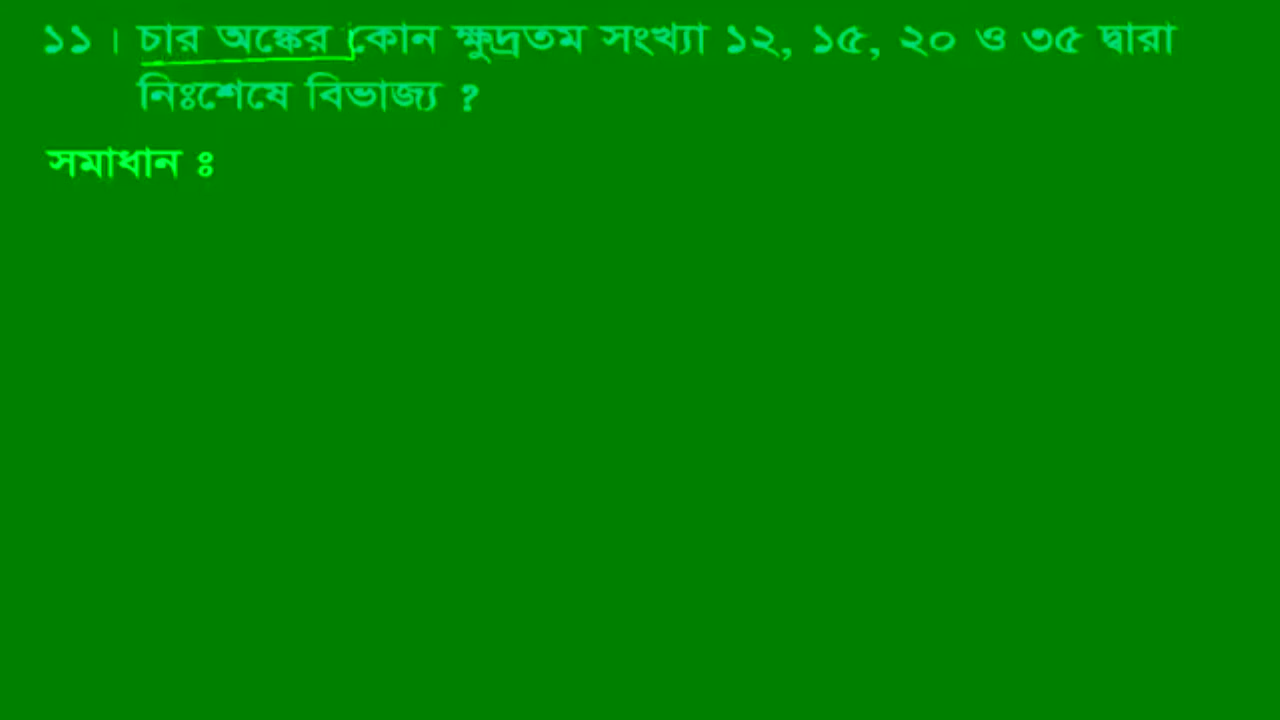 ১১। চার অঙ্কের কোন ক্ষুদ্রতম সংখ্যা ১২, ১৫, ২০ ও ৩৫ দ্বারা
নিঃশেষে বিভাজ্য ?
সমাধান ঃ